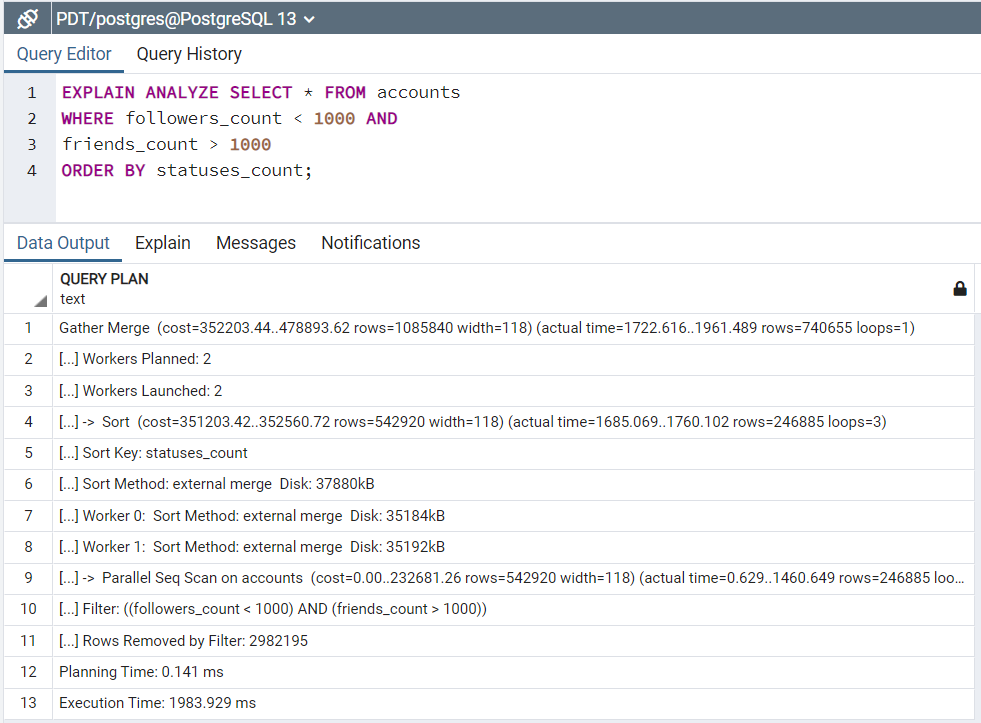 PDT/postgres@PostgreSQL 13
Query Editor Query History
1 EXPLAIN ANALYZE SELECT * FROM accounts
2 WHERE followers_count < 1000 AND
3 friends_count > 1000
4 ORDER BY statuses_count;
Data Output Explain Messages Notifications
QUERY PLAN
text
1 Gather Merge (cost=352203.44..478893.62 rows=1085840 width=118) (actual time=1722.616..1961.489 rows=740655 loops=1)
2 [...] Workers Planned: 2
3 [...] Workers Launched: 2
4 [...] -> Sort (cost=351203.42..352560.72 rows=542920 width=118) (actual time=1685.069..1760.102 rows=246885 loops=3)
5 [...] Sort Key: statuses_count
6 [...] Sort Method: external merge Disk: 37880kB
7 [...] Worker 0: Sort Method: external merge Disk: 35184kB
8 [...] Worker 1: Sort Method: external merge Disk: 35192kB
9 [...] -> Parallel Seq Scan on accounts (cost=0.00..232681.26 rows=542920 width=118) (actual time=0.629..1460.649 rows=246885 loo...
10 [...] Filter: ((followers_count < 1000) AND (friends_count > 1000))
11 [...] Rows Removed by Filter: 2982195
12 Planning Time: 0.141 ms
13 Execution Time: 1983.929 ms